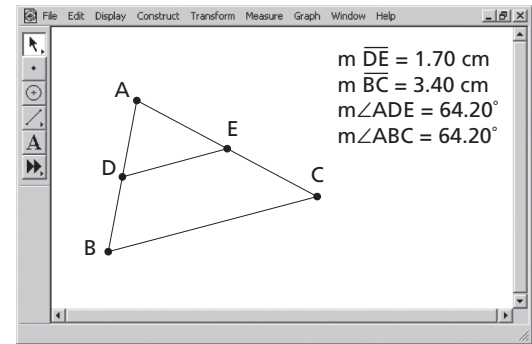 File Edit Display Construct Transform Measure Graph Window Help
m DE = 1.70 cm
m BC = 3.40 cm
m∠ADE = 64.20°
m∠ABC = 64.20°
A
E
D
C
B
A